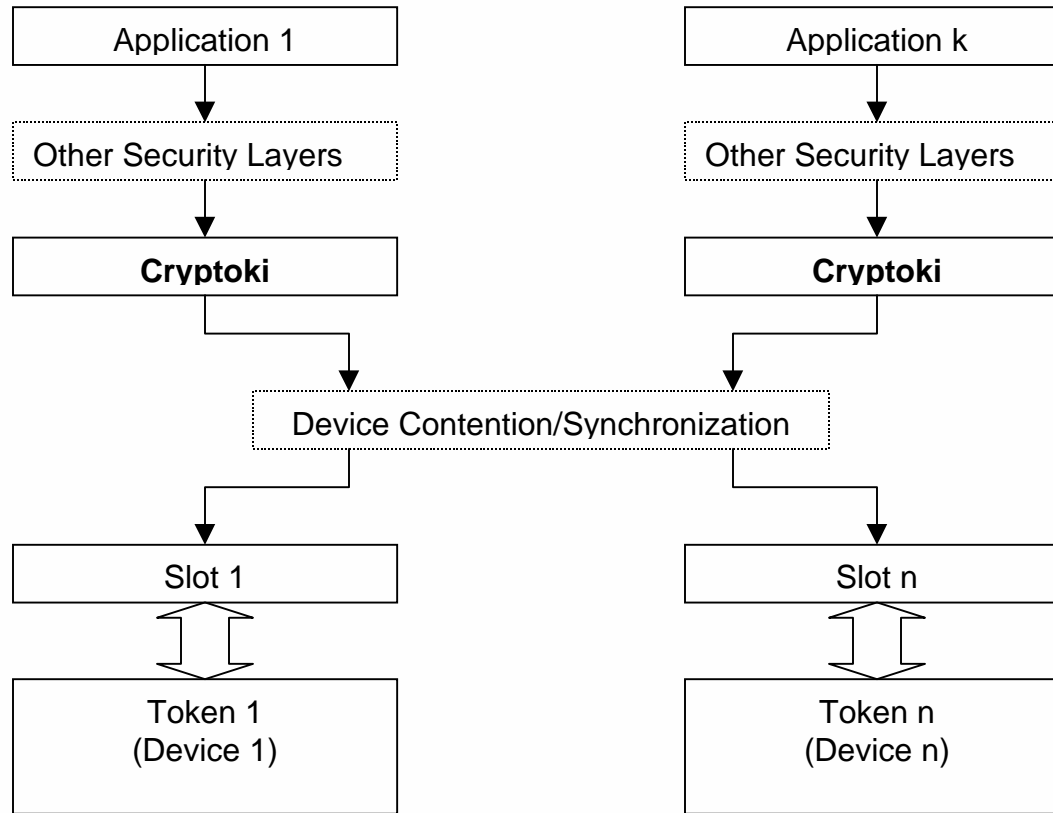 Application 1
Application k
Other Security Layers
Other Security Layers
Cryptoki
Cryptoki
Device Contention/Synchronization
Slot 1
Slot n
Token 1
(Device 1)
Token n
(Device n)